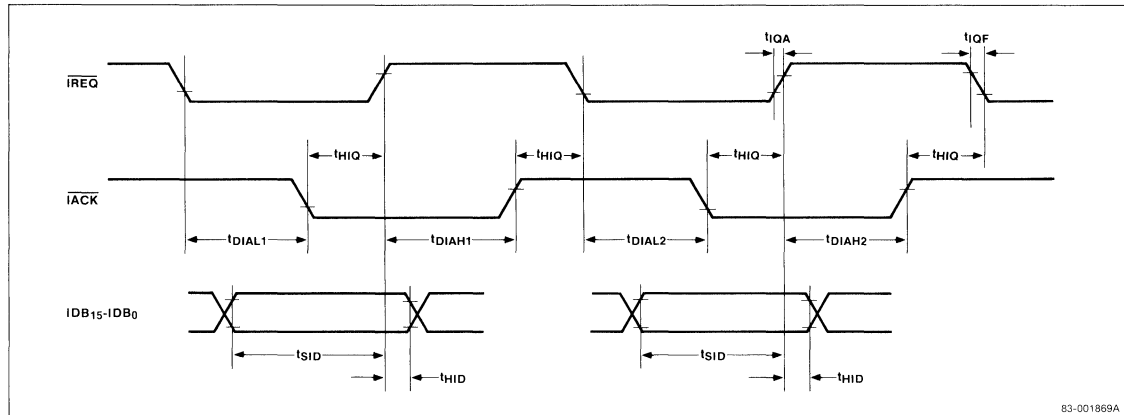 tIQA tIQF
IREQ
tHIQ tHIQ tHIQ tHIQ
IACK
tDIAL1 tDIAH1 tDIAL2 tDIAH2
IDB15-IDB0
tSID tSID
tHID tHID
83-001869A